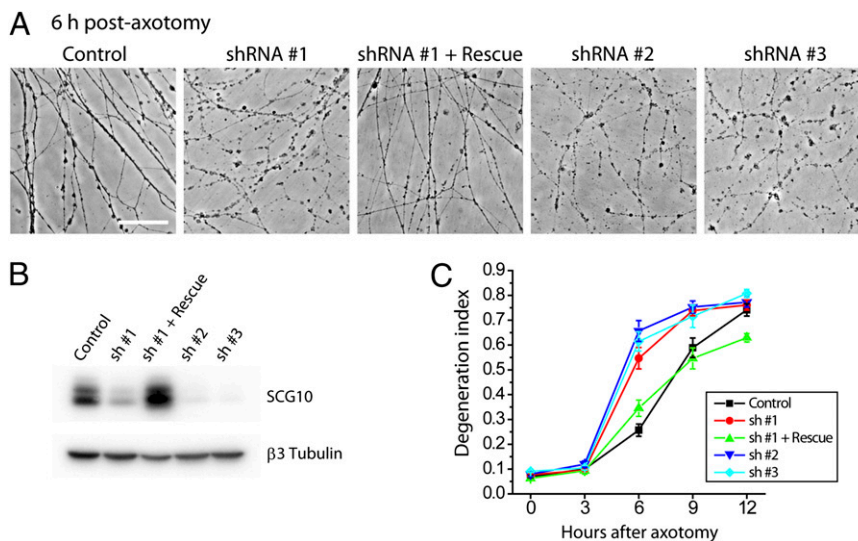 A 6 h post-axotomy
Control shRNA #1 shRNA #1 + Rescue shRNA #2 shRNA #3
B
Control sh #1 sh #1 + Rescue sh #2 sh #3
SCG10
β3 Tubulin
C
Degeneration index
0.9
0.8
0.7
0.6
0.5
0.4
0.3
0.2
0.1
0.0
0 3 6 9 12
Hours after axotomy
Control
sh #1
sh #1 + Rescue
sh #2
sh #3